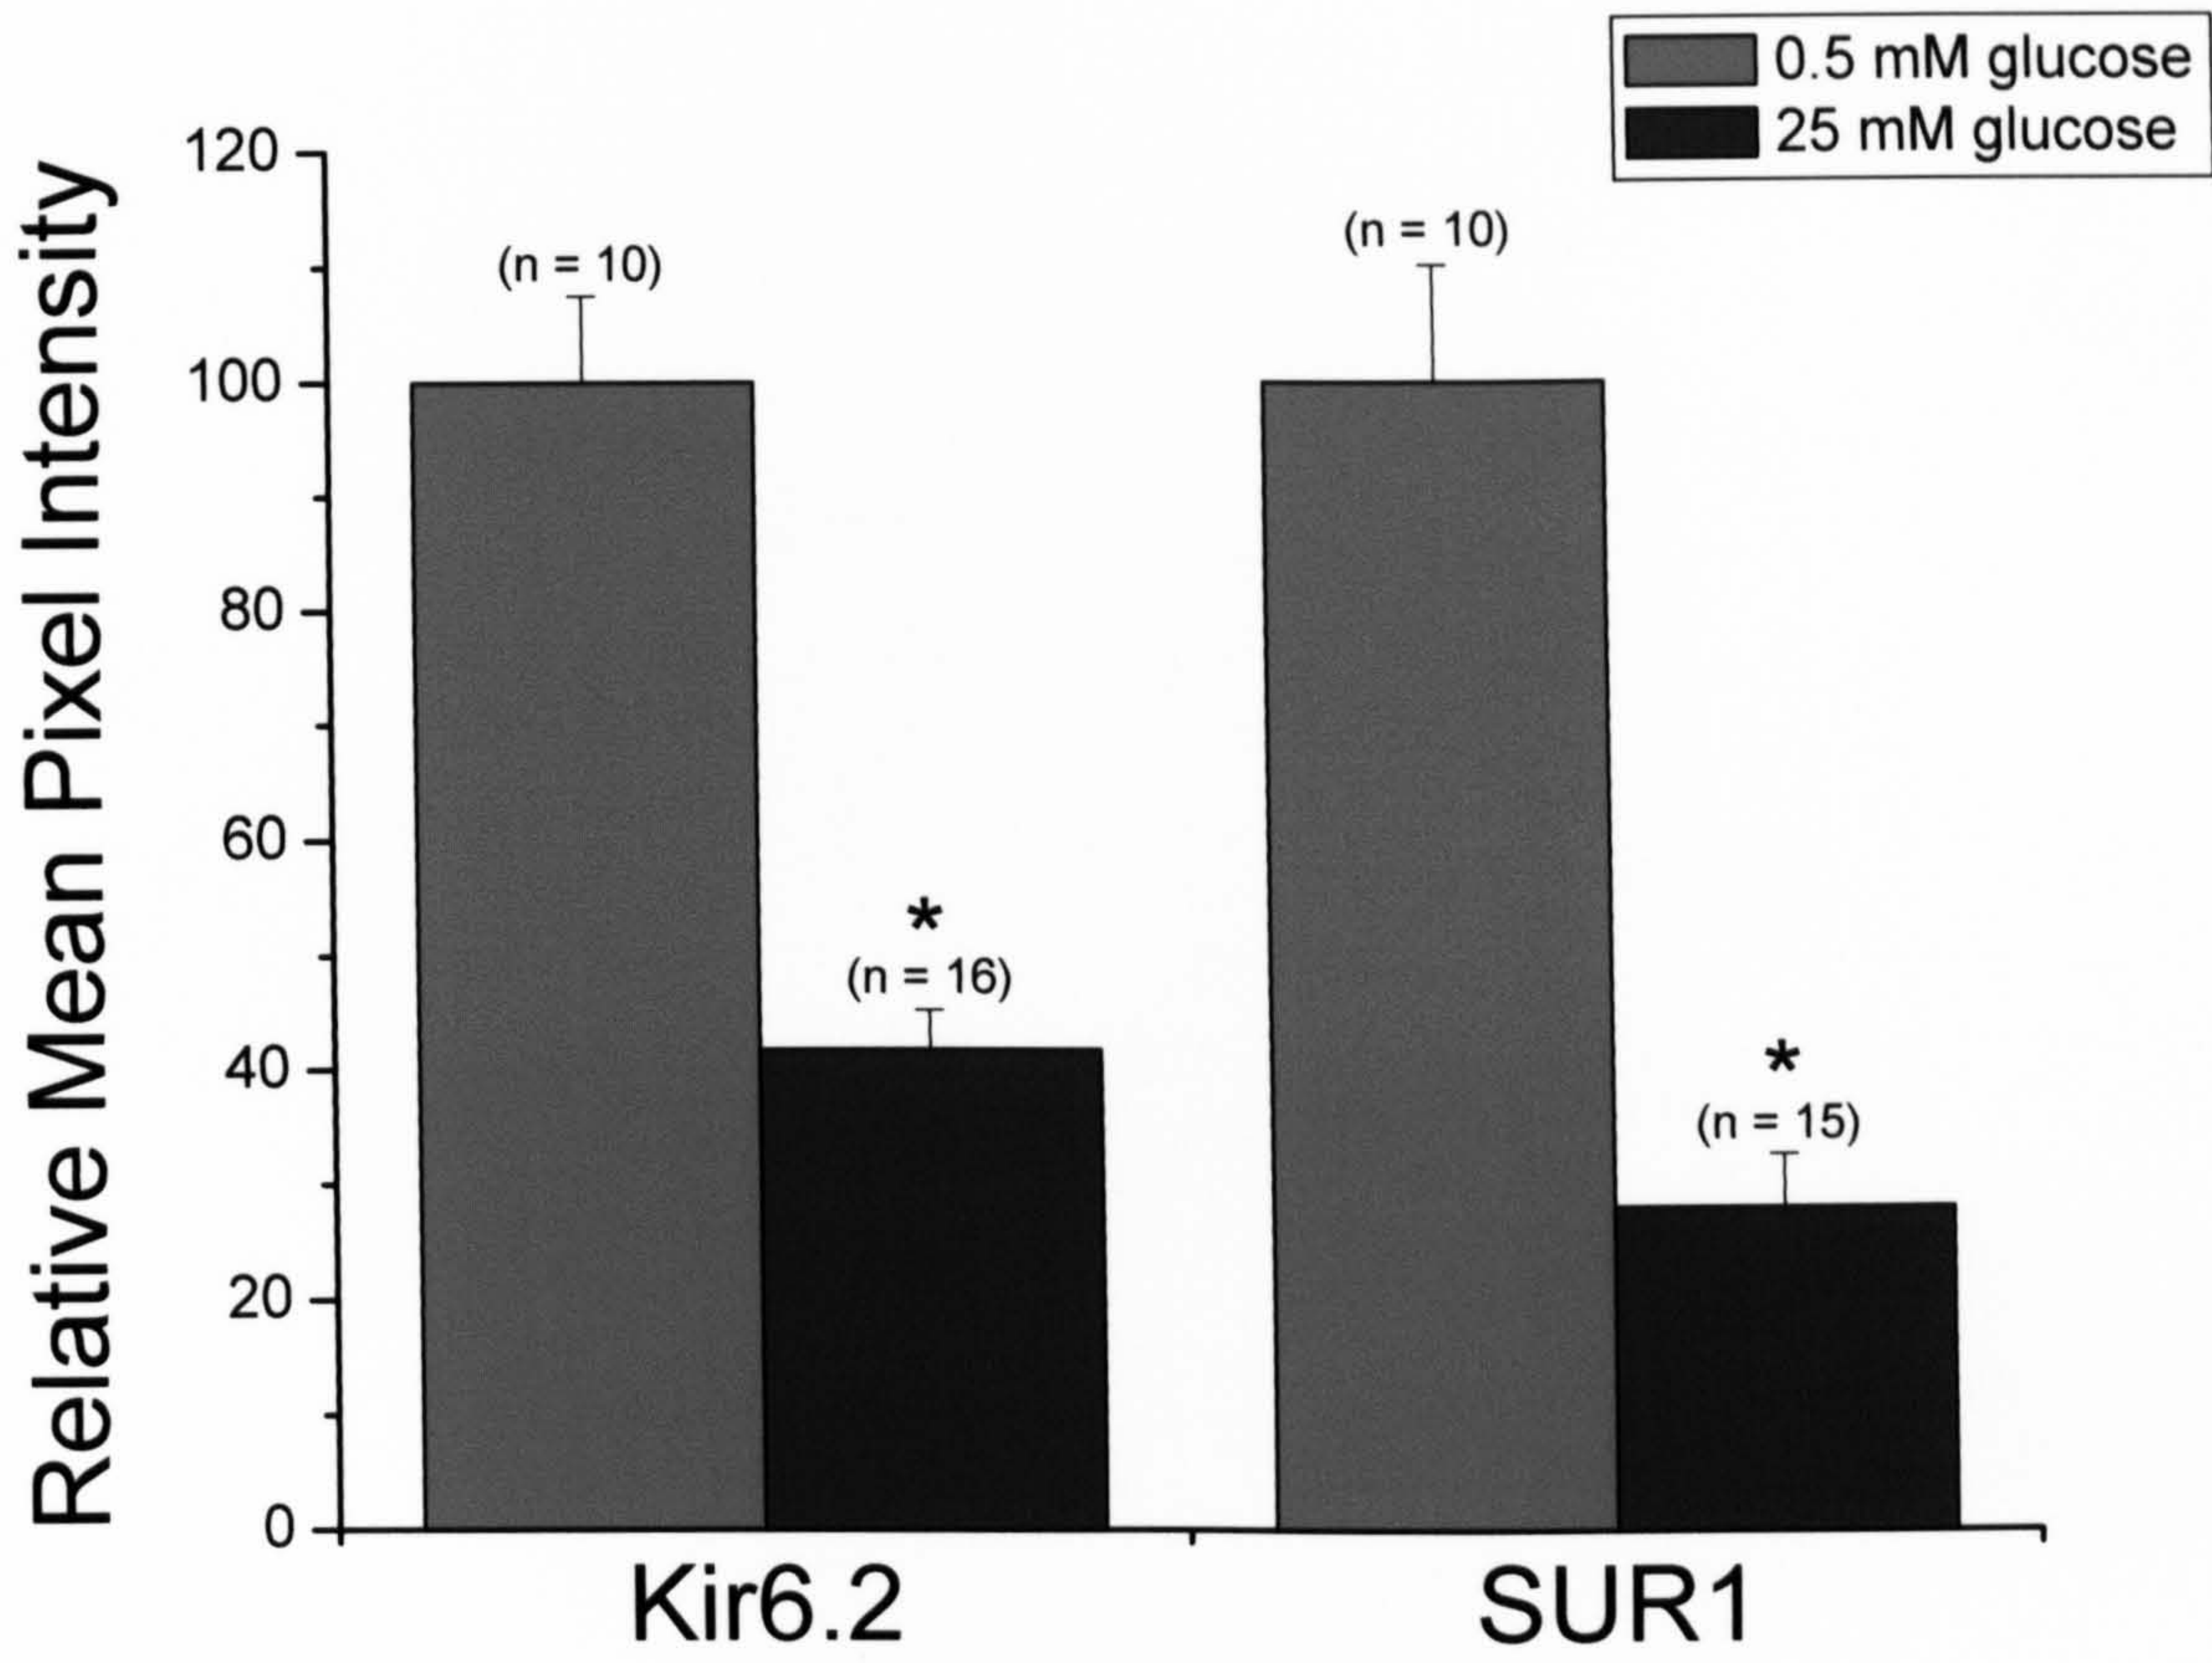 0.5 mM glucose
25 mM glucose
Relative Mean Pixel Intensity
120
100
80
60
40
20
0
(n = 10)
*
(n = 16)
(n = 10)
*
(n = 15)
Kir6.2
SUR1